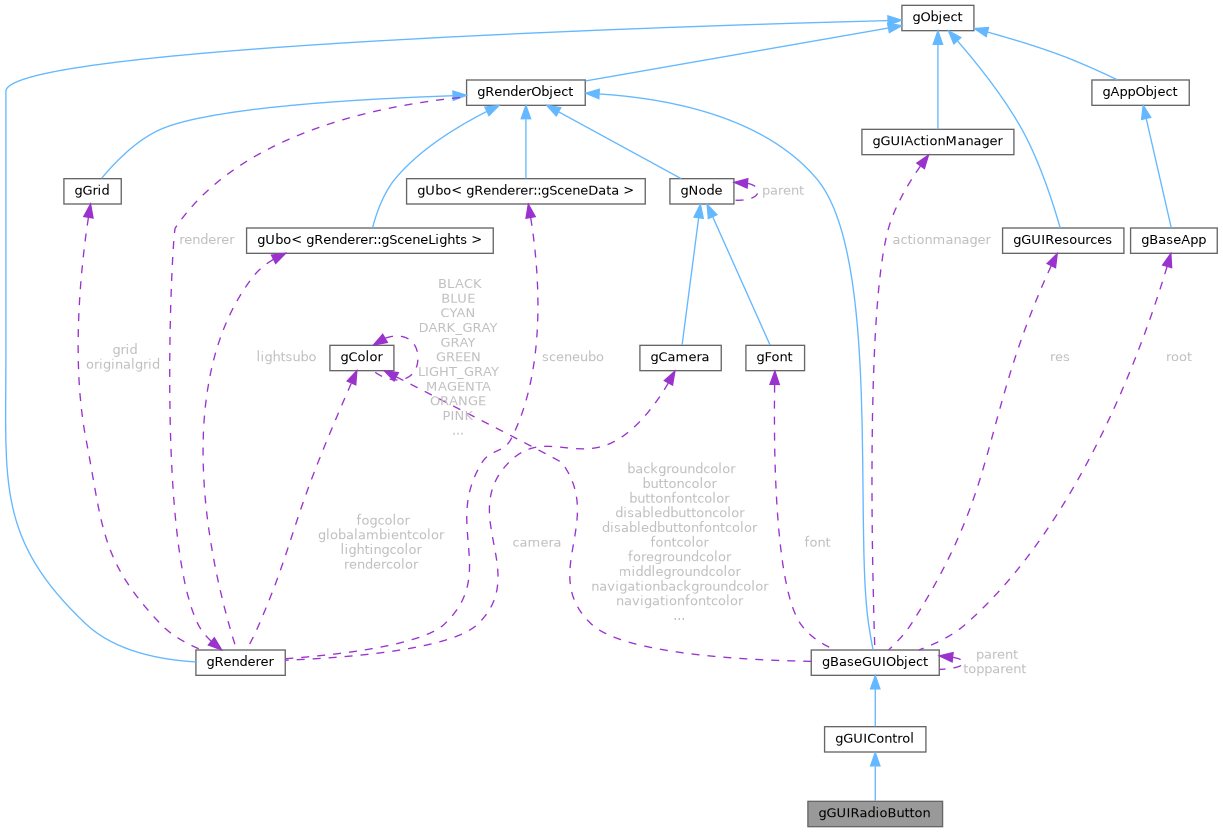 gObject
gRenderObject
gAppObject
gGUIActionManager
gGrid
gUbo< gRenderer::gSceneData >
gNode
parent
renderer
gUbo< gRenderer::gSceneLights >
actionmanager
gGUIResources
gBaseApp
BLACK
BLUE
CYAN
DARK_GRAY
GRAY
GREEN
LIGHT_GRAY
MAGENTA
ORANGE
PINK
...
grid
originalgrid
lightsubo
gColor
sceneubo
gCamera
gFont
res
root
fogcolor
globalambientcolor
lightingcolor
rendercolor
camera
backgroundcolor
buttoncolor
buttonfontcolor
disabledbuttoncolor
disabledbuttonfontcolor
fontcolor
foregroundcolor
middlegroundcolor
navigationbackgroundcolor
navigationfontcolor
...
font
gRenderer
gBaseGUIObject
parent
topparent
gGUIControl
gGUIRadioButton